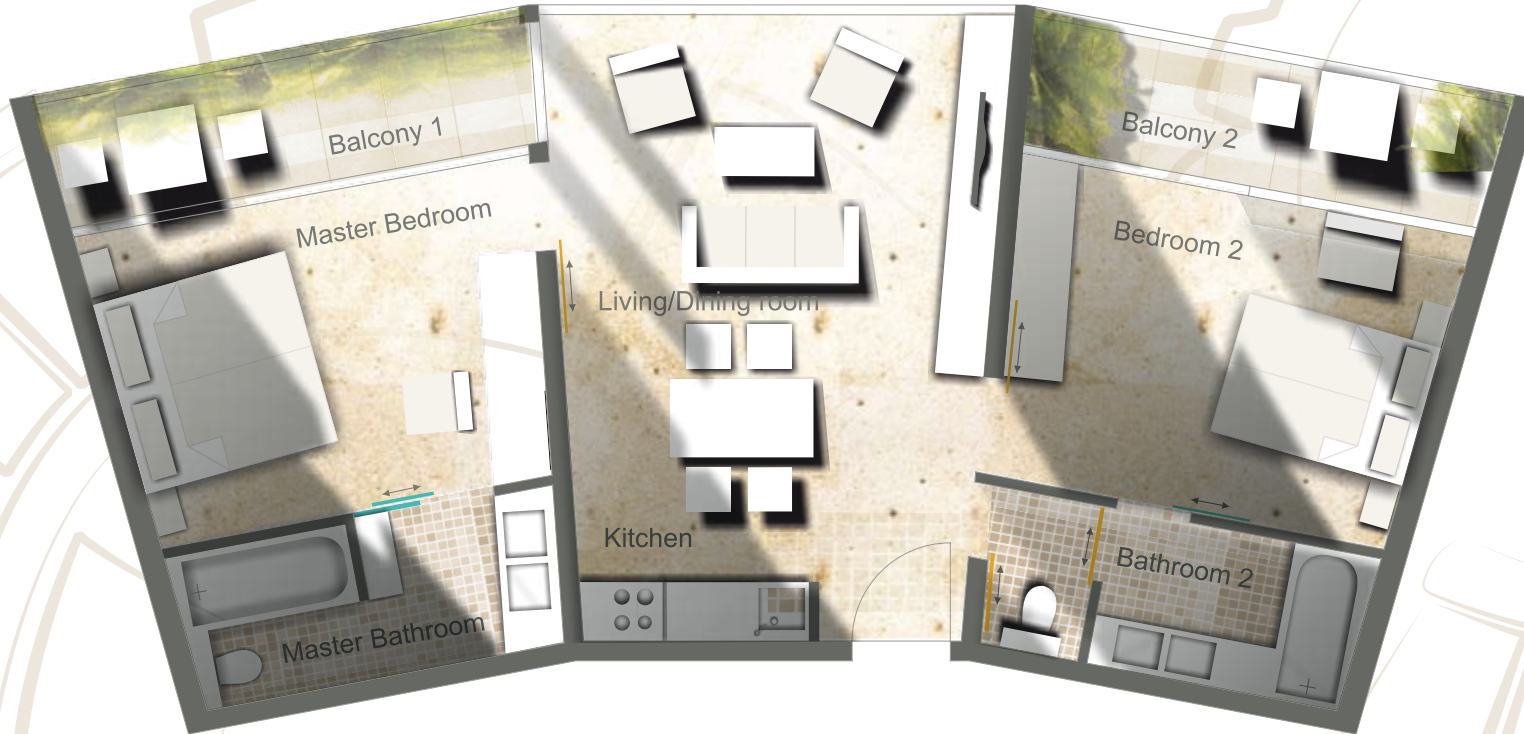 Balcony 1
Balcony 2
Master Bedroom
Bedroom 2
Living/Dining room
Kitchen
Bathroom 2
Master Bathroom